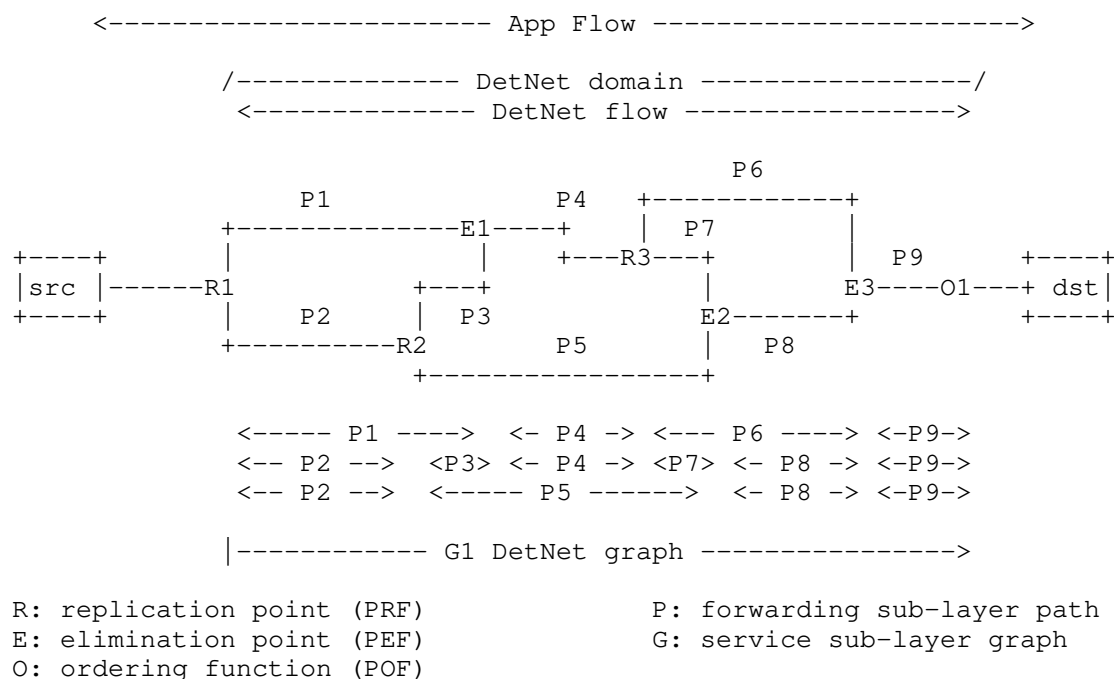 <----------------------- App Flow --------------------->
/-------------- DetNet domain -----------------/
<-------------- DetNet flow ----------------->
P6
P1 P4 +-------------+
+---------------E1-----+ | P7 |
+----+ | | +---R3---+ | P9 +----+
|src |------R1 +---+ | E3----O1---+ dst|
+----+ | P2 | P3 E2-------+ +----+
+----------R2 P5 | P8
+-----------------+
<----- P1 ----> <- P4 -> <--- P6 ----> <-P9->
<-- P2 --> <P3> <- P4 -> <P7> <- P8 -> <-P9->
<-- P2 --> <----- P5 ------> <- P8 -> <-P9->
|------------ G1 DetNet graph --------------->
R: replication point (PRF) P: forwarding sub-layer path
E: elimination point (PEF) G: service sub-layer graph
O: ordering function (POF)